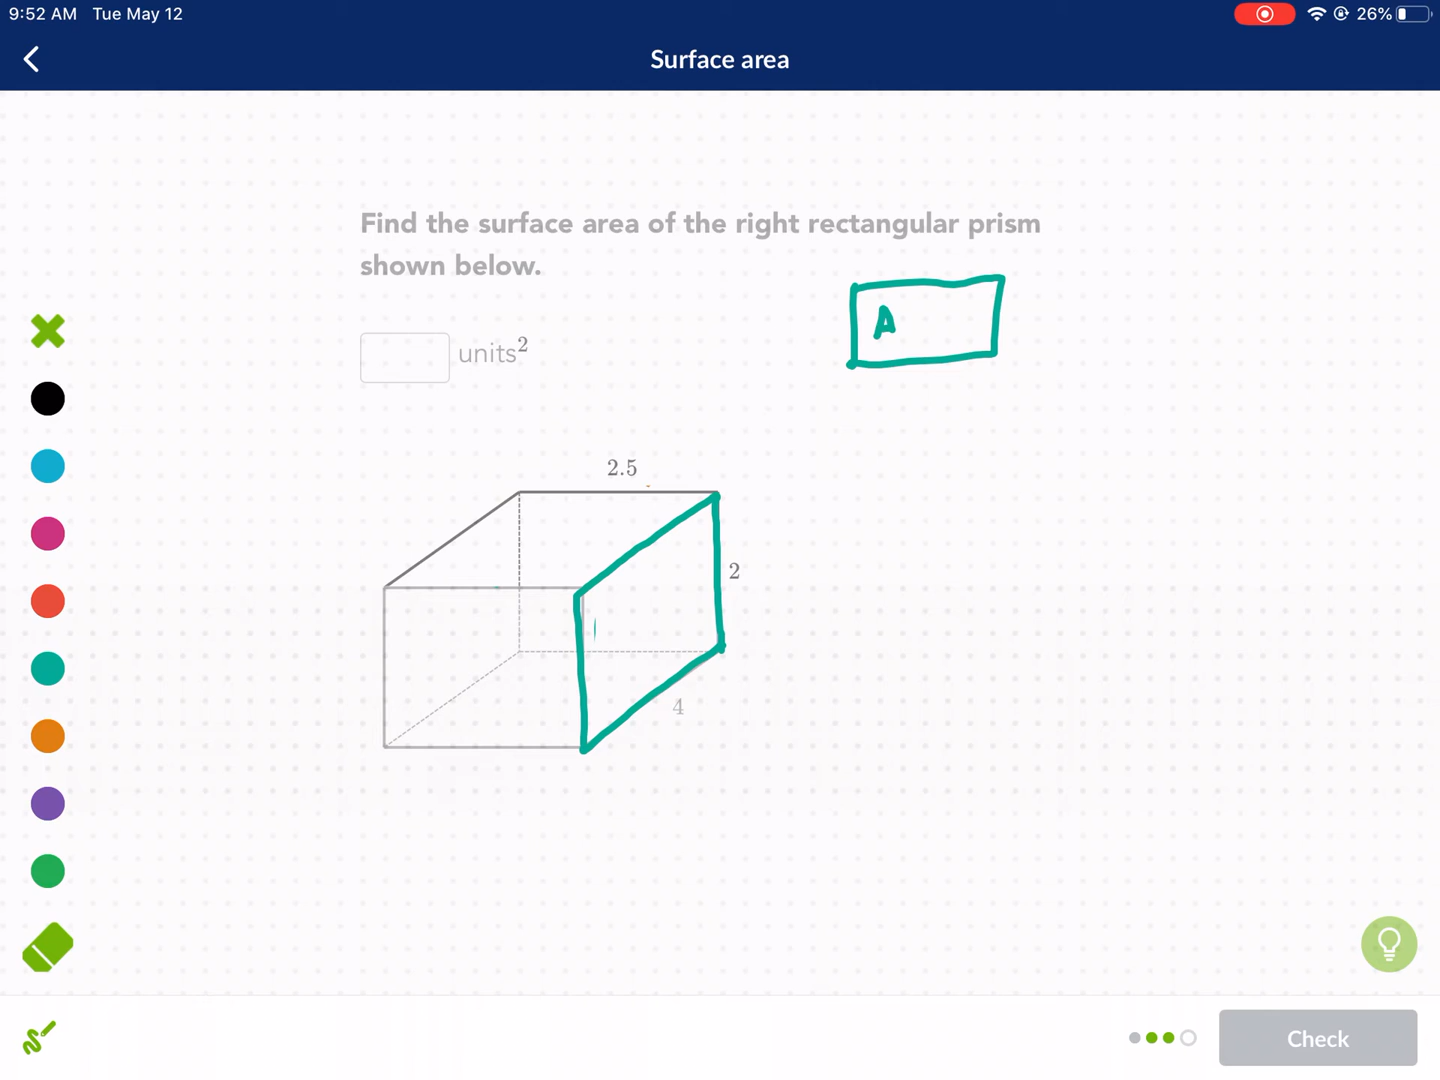 9:52 AM Tue May 12
26%
Surface area
Find the surface area of the right rectangular prism
shown below.
A
units²
2.5
2
4
Check